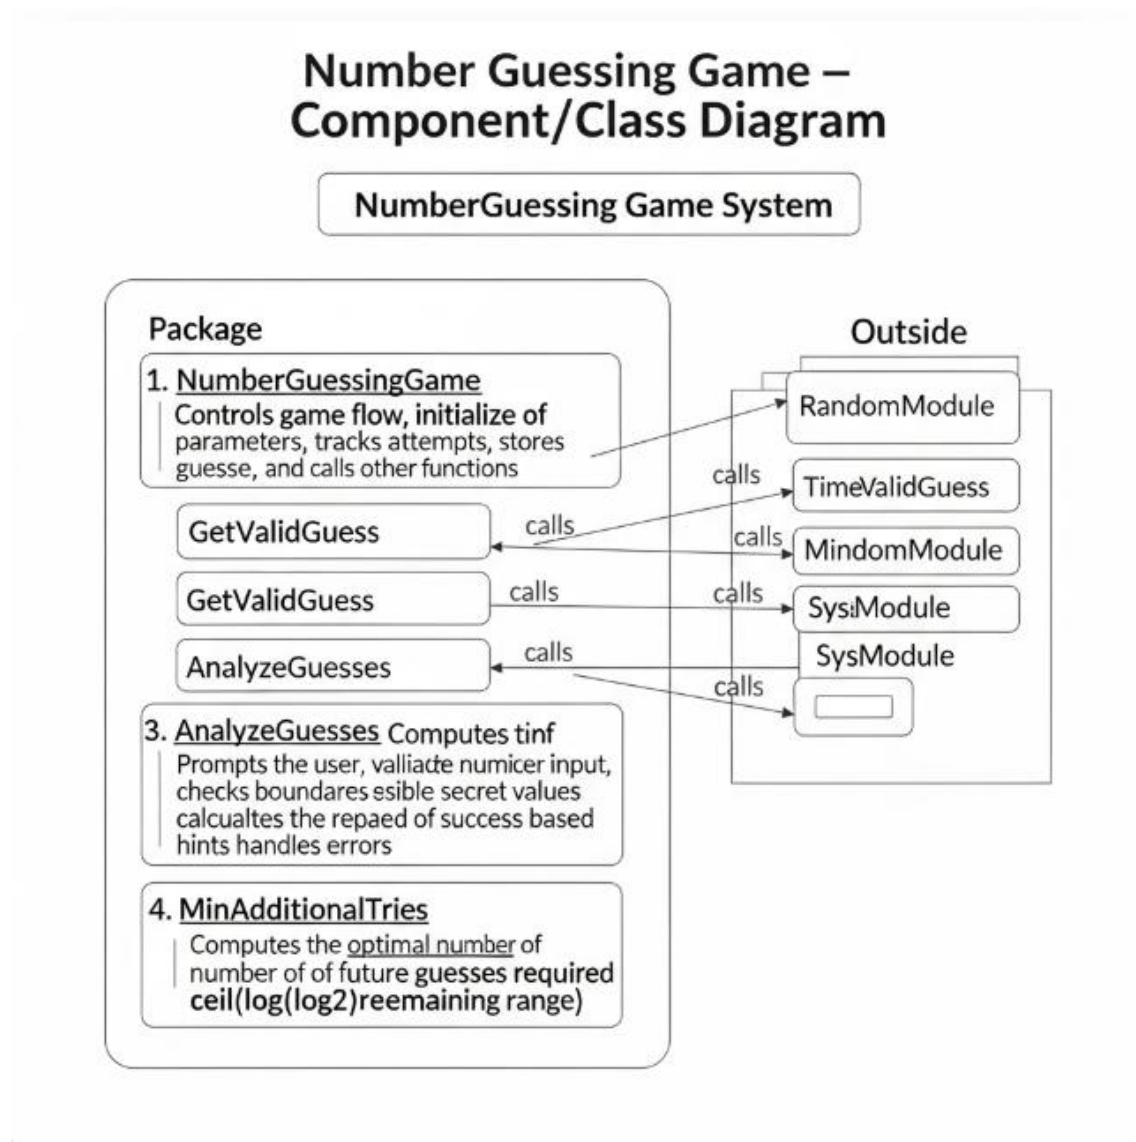 Number Guessing Game –
Component/Class Diagram
NumberGuessing Game System
Package
1. NumberGuessingGame
Controls game flow, initialize of
parameters, tracks attempts, stores
guesse, and calls other functions
GetValidGuess
calls
GetValidGuess
calls
AnalyzeGuesses
calls
3. AnalyzeGuesses Computes tinf
Prompts the user, valliacte numicer input,
checks boundares esible secret values
calcualtes the repaed of success based
hints handles errors
4. MinAdditionalTries
Computes the optimal number of
number of of future guesses required
ceil(log(log2)reemaining range)
Outside
RandomModule
calls
TimeValidGuess
calls
MindomModule
calls
SysiModule
SysModule
calls